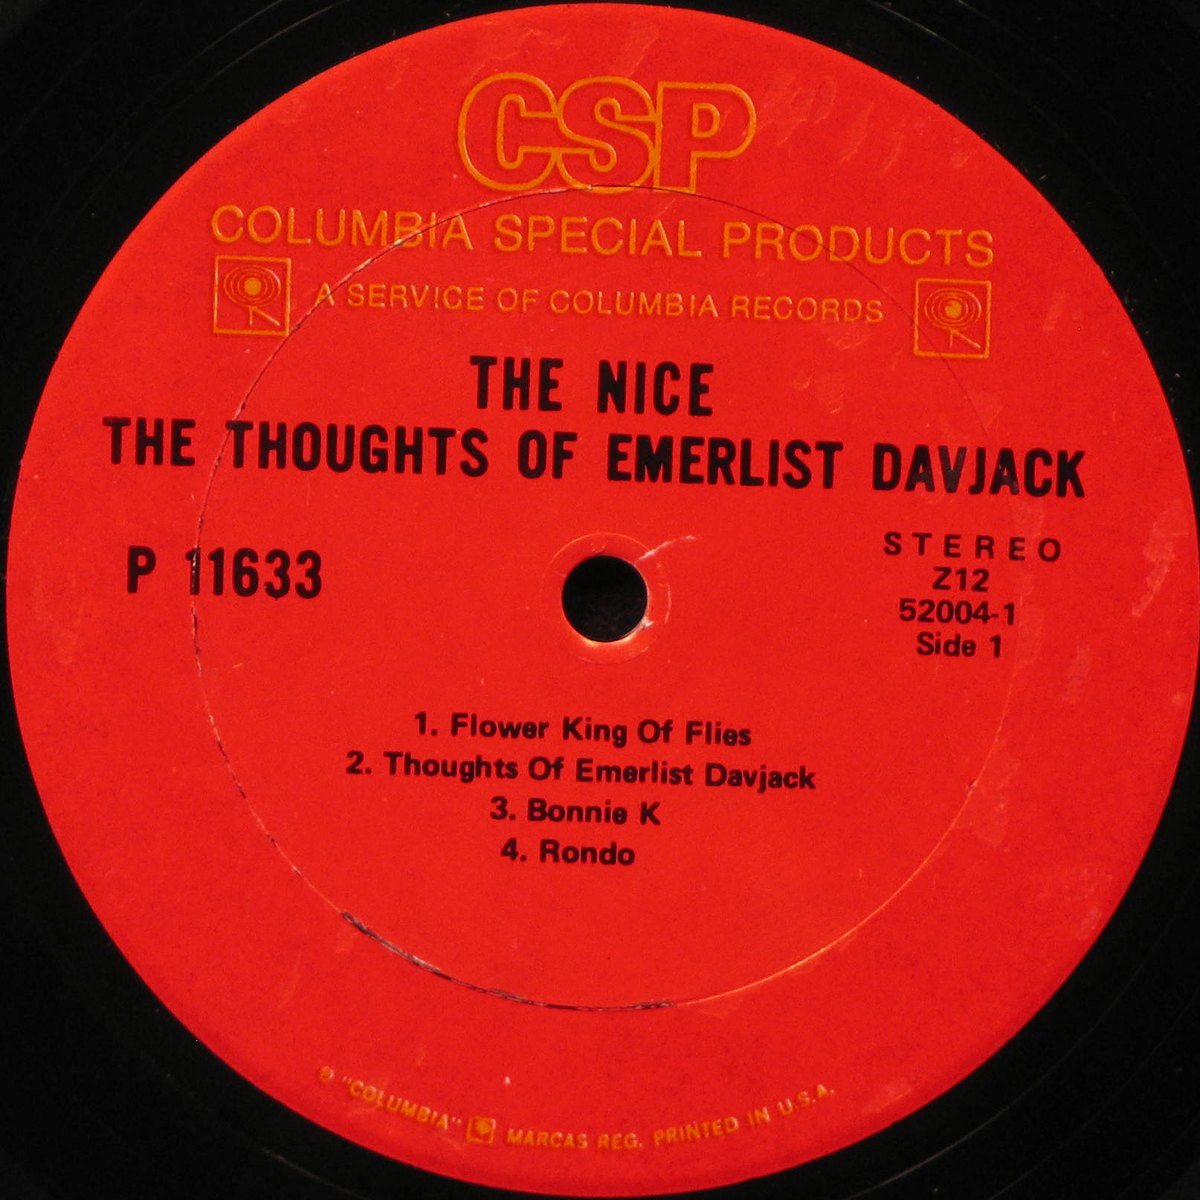 CSP
COLUMBIA SPECIAL PRODUCTS
A SERVICE OF COLUMBIA RECORDS
THE NICE
THE THOUGHTS OF EMERLIST DAVJACK
P 11633
STEREO
Z12
52004-1
Side 1
1. Flower King Of Flies
2. Thoughts Of Emerlist Davjack
3. Bonnie K
4. Rondo
"COLUMBIA" MARCAS REG. PRINTED IN U.S.A.